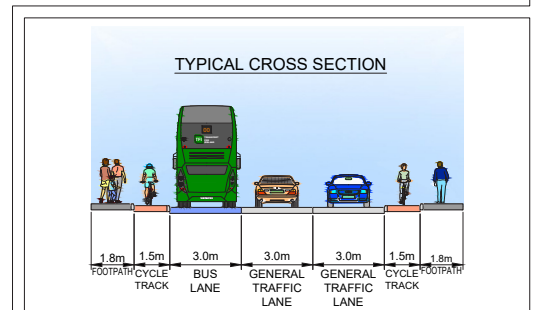 TYPICAL CROSS SECTION
1.8m 1.5m 3.0m 3.0m 3.0m 1.5m 1.8m
FOOTPATH CYCLE TRACK BUS LANE GENERAL TRAFFIC LANE GENERAL TRAFFIC LANE CYCLE TRACK FOOTPATH